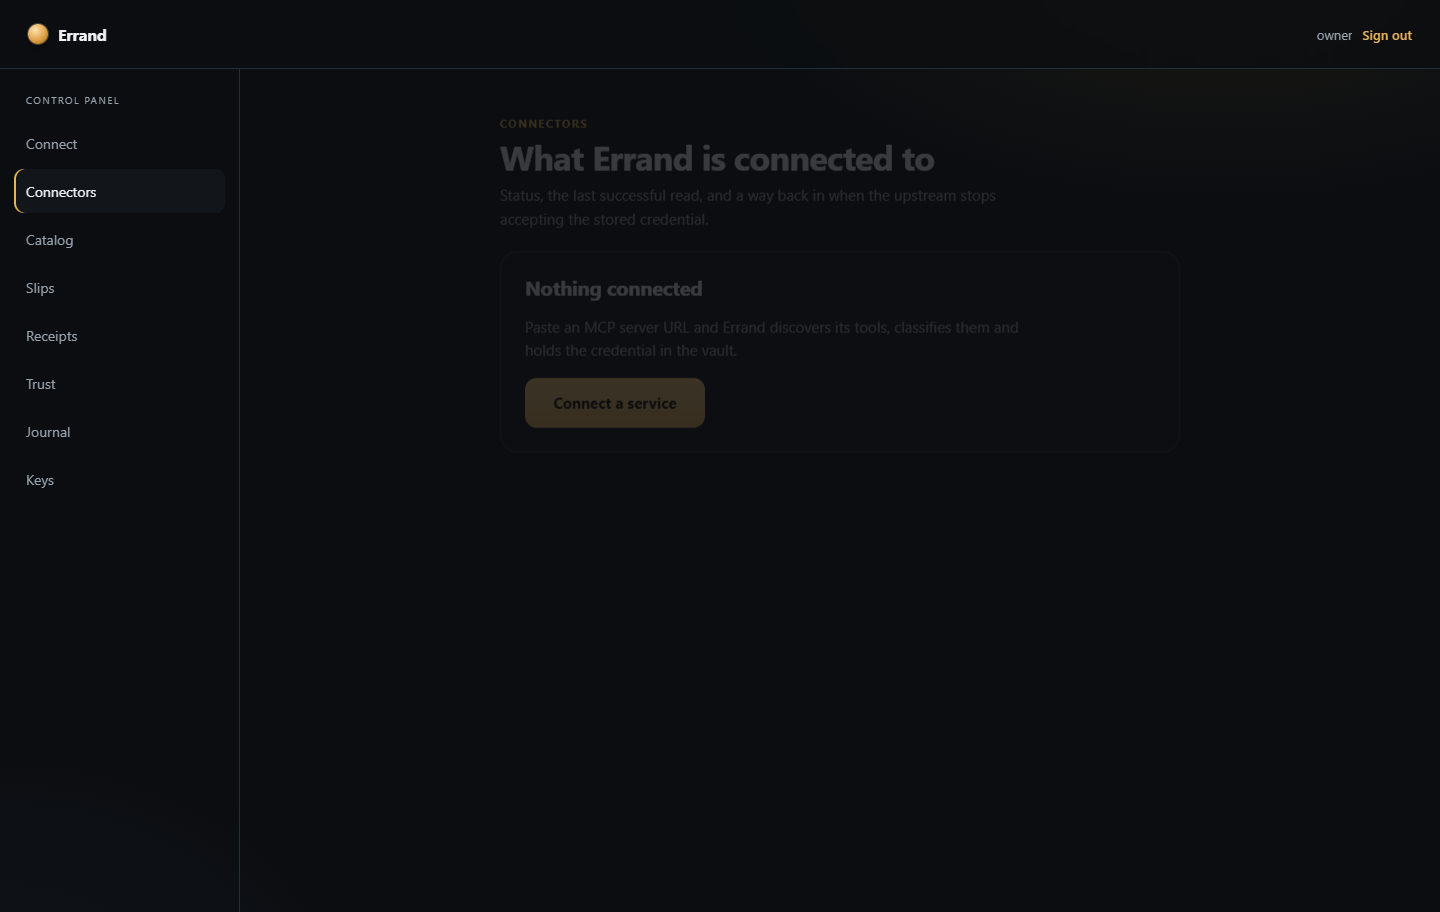 Errand
owner Sign out
CONTROL PANEL
Connect
Connectors
Catalog
Slips
Receipts
Trust
Journal
Keys
CONNECTORS
What Errand is connected to
Status, the last successful read, and a way back in when the upstream stops
accepting the stored credential.
Nothing connected
Paste an MCP server URL and Errand discovers its tools, classifies them and
holds the credential in the vault.
Connect a service